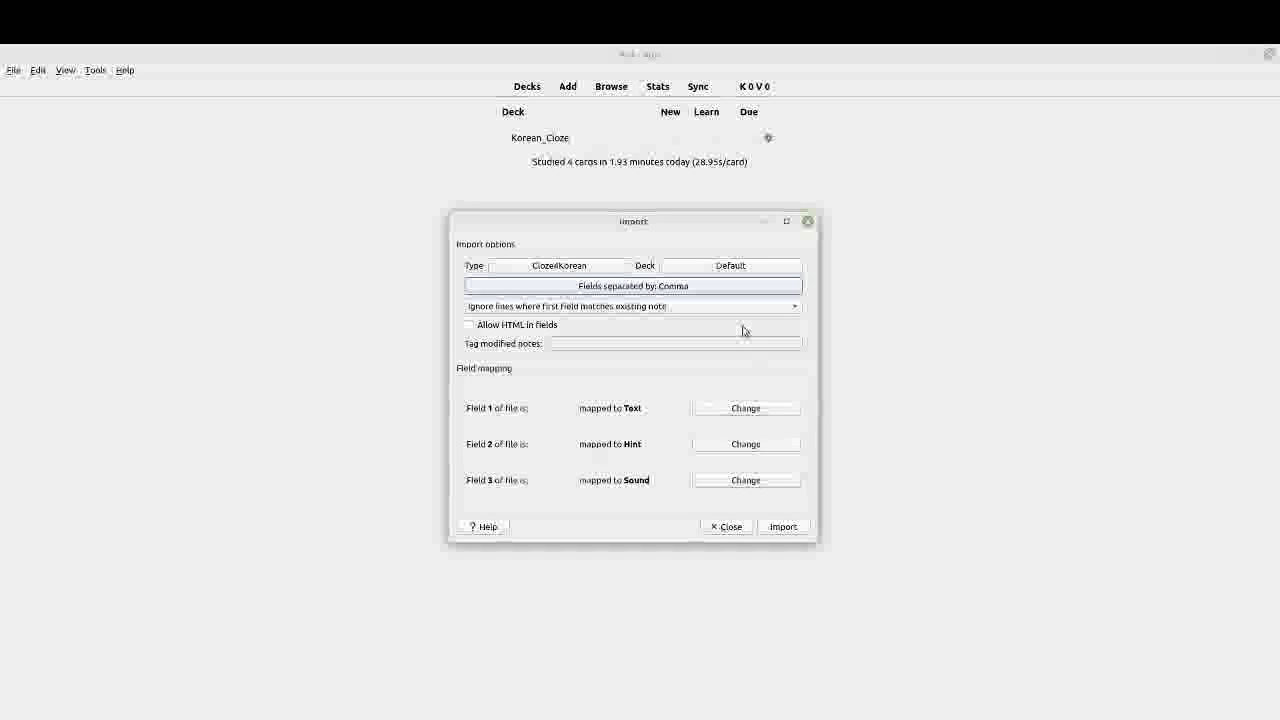 File Edit View Tools Help
Decks Add Browse Stats Sync K 0 V 0
Deck New Learn Due
Korean_Cloze
Studied 4 cards in 1.93 minutes today (28.95s/card)
Import
Import options
Type Cloze4Korean Deck Default
Fields separated by: Comma
Ignore lines where first field matches existing note
Allow HTML in fields
Tag modified notes:
Field mapping
Field 1 of file is: mapped to Text Change
Field 2 of file is: mapped to Hint Change
Field 3 of file is: mapped to Sound Change
? Help × Close Import